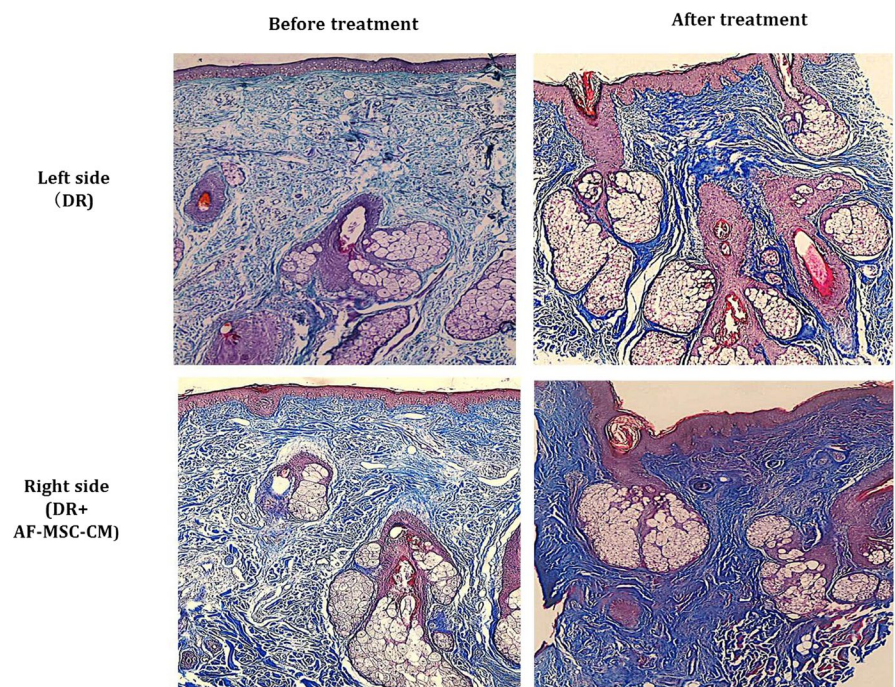 Before treatment
After treatment
Left side
(DR)
Right side
(DR+
AF-MSC-CM)